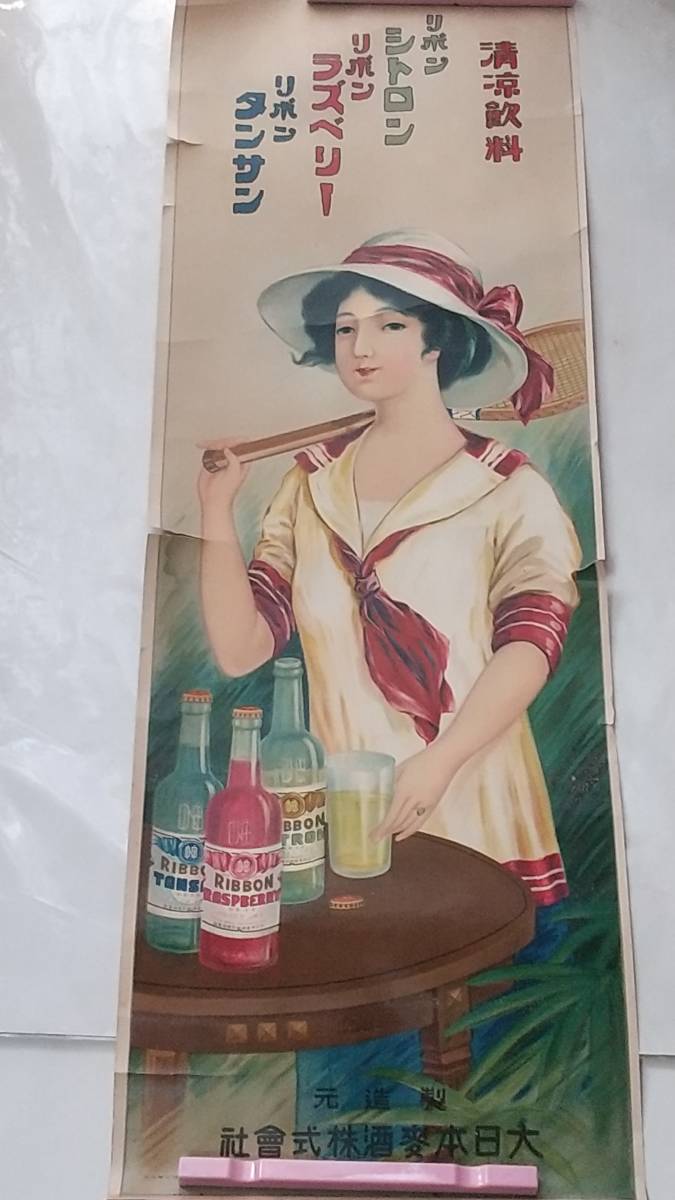 清涼飲料
リボン
シトロン
リボン
ラズベリー
リボン
タンサン
RIBBON
RASPBERRY
製造元
大日本麥酒株式會社